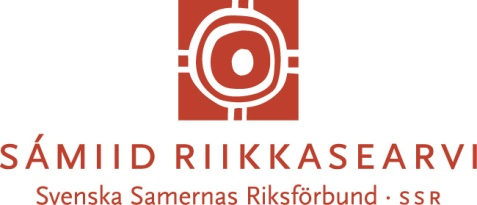 SÁMIID RIIKKASEARVI
Svenska Samernas Riksförbund · SSR